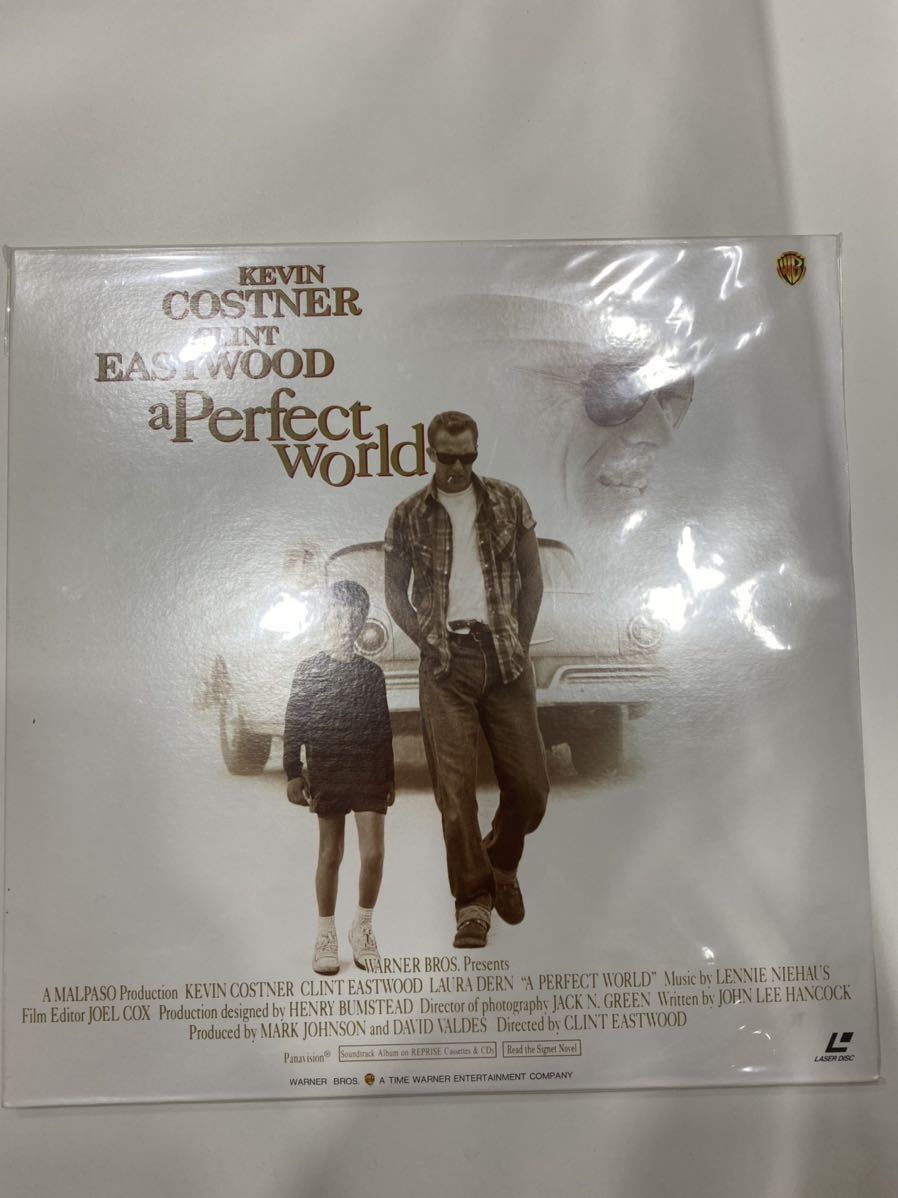 KEVIN
COSTNER
CLINT
EASTWOOD
a Perfect
World
WB
WARNER BROS. Presents
A MALPASO Production KEVIN COSTNER CLINT EASTWOOD LAURA DERN “A PERFECT WORLD” Music by LENNIE NIEHAUS
Film Editor JOEL COX Production designed by HENRY BUMSTEAD Director of photography JACK N. GREEN Written by JOHN LEE HANCOCK
Produced by MARK JOHNSON and DAVID VALDES Directed by CLINT EASTWOOD
Panavision® Soundtrack Album on REPRISE Cassettes & CDs Read the Signet Novel
LASER DISC
WARNER BROS. A TIME WARNER ENTERTAINMENT COMPANY